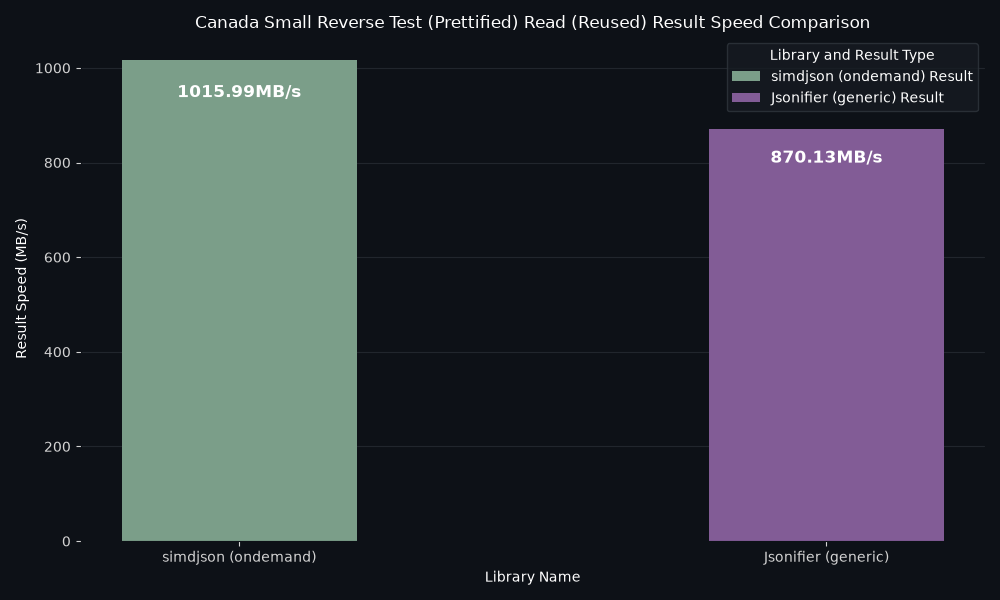 Canada Small Reverse Test (Prettified) Read (Reused) Result Speed Comparison
Library and Result Type
simdjson (ondemand) Result
Jsonifier (generic) Result
1015.99MB/s
870.13MB/s
Result Speed (MB/s)
1000
800
600
400
200
0
simdjson (ondemand)
Jsonifier (generic)
Library Name